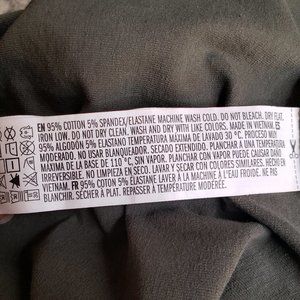 EN 95% COTTON 5% SPANDEX/ELASTANE MACHINE WASH COLD. DO NOT BLEACH. DRY FLAT.
IRON LOW. DO NOT DRY CLEAN. WASH AND DRY WITH LIKE COLORS. MADE IN VIETNAM. ES
95% ALGODÓN 5% ELASTANO TEMPERATURA MÁXIMA DE LAVADO 30 °C. PROCESO MUY
MODERADO. NO USAR BLANQUEADOR. SECADO EXTENDIDO. PLANCHAR A UNA TEMPERATURA
MÁXIMA DE LA BASE DE 110 °C, SIN VAPOR. PLANCHAR CON VAPOR PUEDE CAUSAR DAÑO
IRREVERSIBLE. NO LIMPIEZA EN SECO. LAVAR Y SECAR CON COLORES SIMILARES. HECHO EN
VIETNAM. FR 95% COTON 5% ÉLASTANE LAVER À LA MACHINE À L'EAU FROIDE. NE PAS
BLANCHIR. SÉCHER À PLAT. REPASSER À TEMPÉRATURE MODÉRÉE.